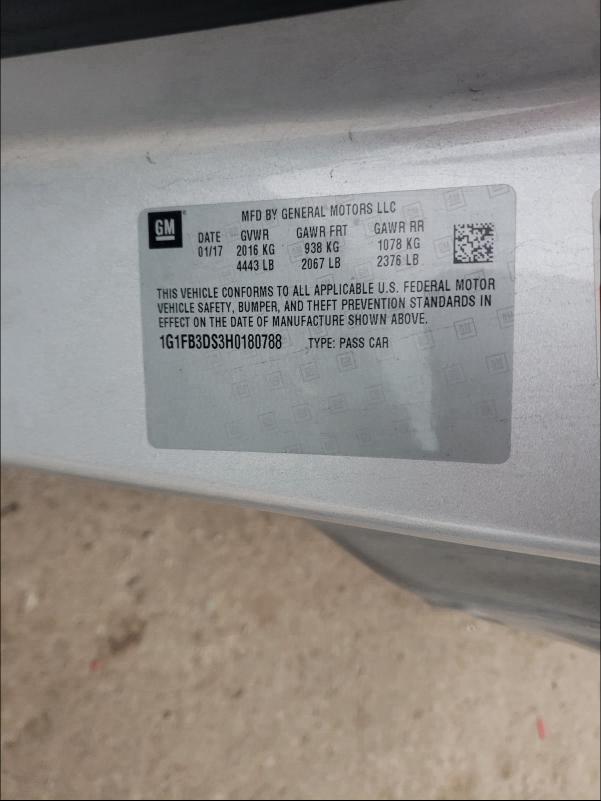 GM
MFD BY GENERAL MOTORS LLC
DATE GVWR GAWR FRT GAWR RR
01/17 2016 KG 938 KG 1078 KG
4443 LB 2067 LB 2376 LB
THIS VEHICLE CONFORMS TO ALL APPLICABLE U.S. FEDERAL MOTOR
VEHICLE SAFETY, BUMPER, AND THEFT PREVENTION STANDARDS IN
EFFECT ON THE DATE OF MANUFACTURE SHOWN ABOVE.
1G1FB3DS3H0180788 TYPE: PASS CAR